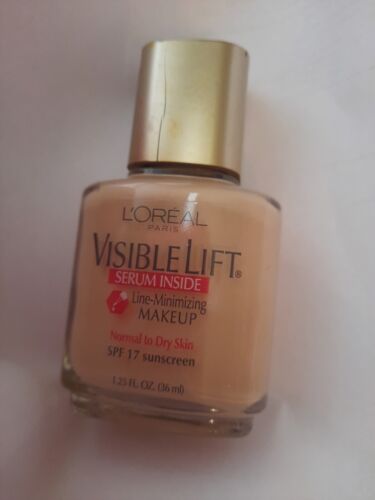 L'ORÉAL
PARIS
VISIBLE LIFT®
SERUM INSIDE
Line-Minimizing
MAKEUP
Normal to Dry Skin
SPF 17 sunscreen
1.25 FL. OZ. (36 ml)